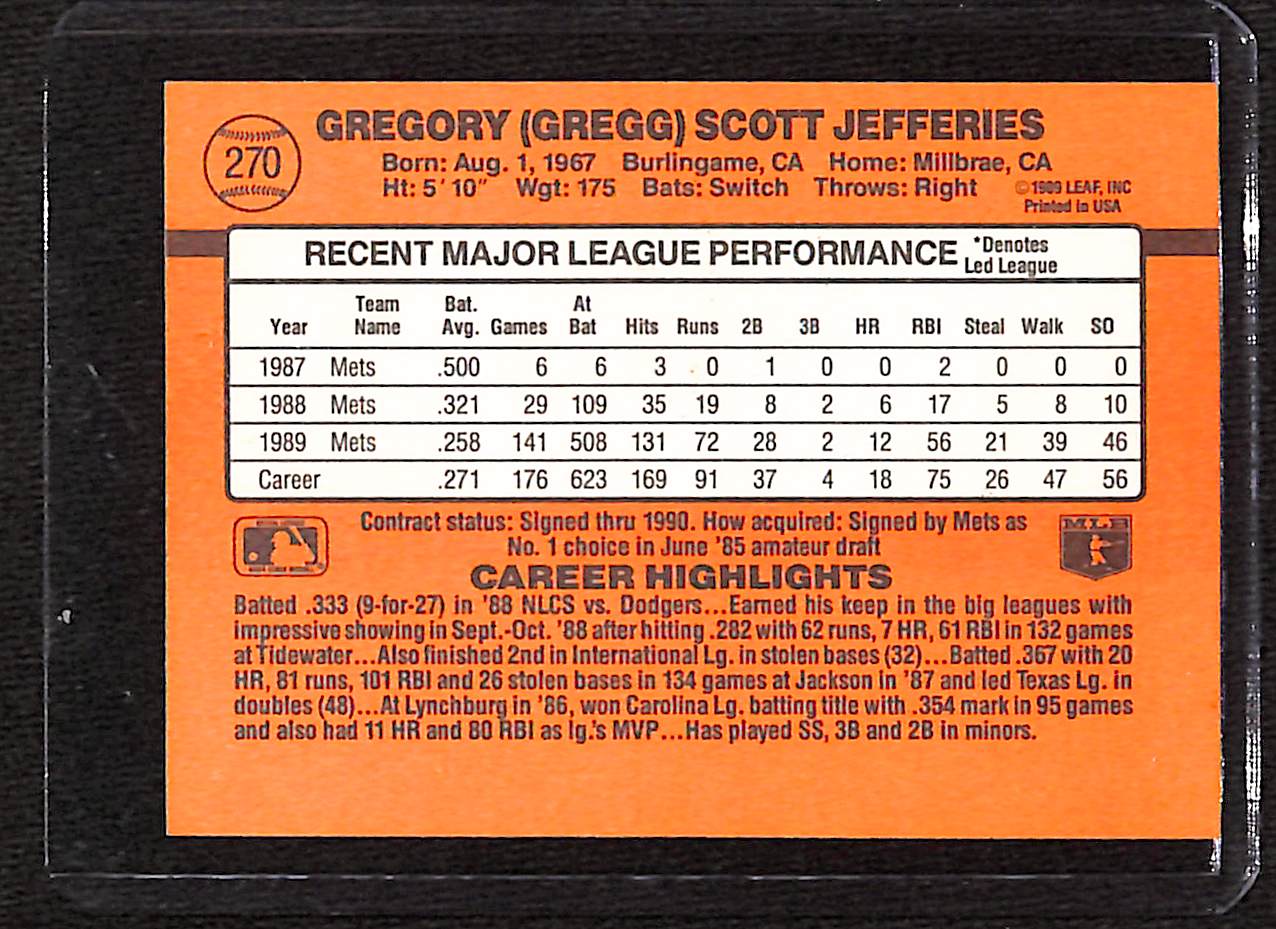 270
GREGORY (GREGG) SCOTT JEFFERIES
Born: Aug. 1, 1967 Burlingame, CA Home: Millbrae, CA
Ht: 5' 10" Wgt: 175 Bats: Switch Throws: Right
©1989 LEAF, INC
Printed in USA
RECENT MAJOR LEAGUE PERFORMANCE *Denotes
Led League
Year Team Name Bat. Avg. Games At Bat Hits Runs 2B 3B HR RBI Steal Walk SO
1987 Mets .500 6 6 3 0 1 0 0 2 0 0 0
1988 Mets .321 29 109 35 19 8 2 6 17 5 8 10
1989 Mets .258 141 508 131 72 28 2 12 56 21 39 46
Career .271 176 623 169 91 37 4 18 75 26 47 56
Contract status: Signed thru 1990. How acquired: Signed by Mets as
No. 1 choice in June '85 amateur draft
MLB
CAREER HIGHLIGHTS
Batted .333 (9-for-27) in '88 NLCS vs. Dodgers...Earned his keep in the big leagues with
impressive showing in Sept.-Oct. '88 after hitting .282 with 62 runs, 7 HR, 61 RBI in 132 games
at Tidewater...Also finished 2nd in International Lg. in stolen bases (32)...Batted .367 with 20
HR, 81 runs, 101 RBI and 26 stolen bases in 134 games at Jackson in '87 and led Texas Lg. in
doubles (48)...At Lynchburg in '86, won Carolina Lg. batting title with .354 mark in 95 games
and also had 11 HR and 80 RBI as lg.'s MVP...Has played SS, 3B and 2B in minors.